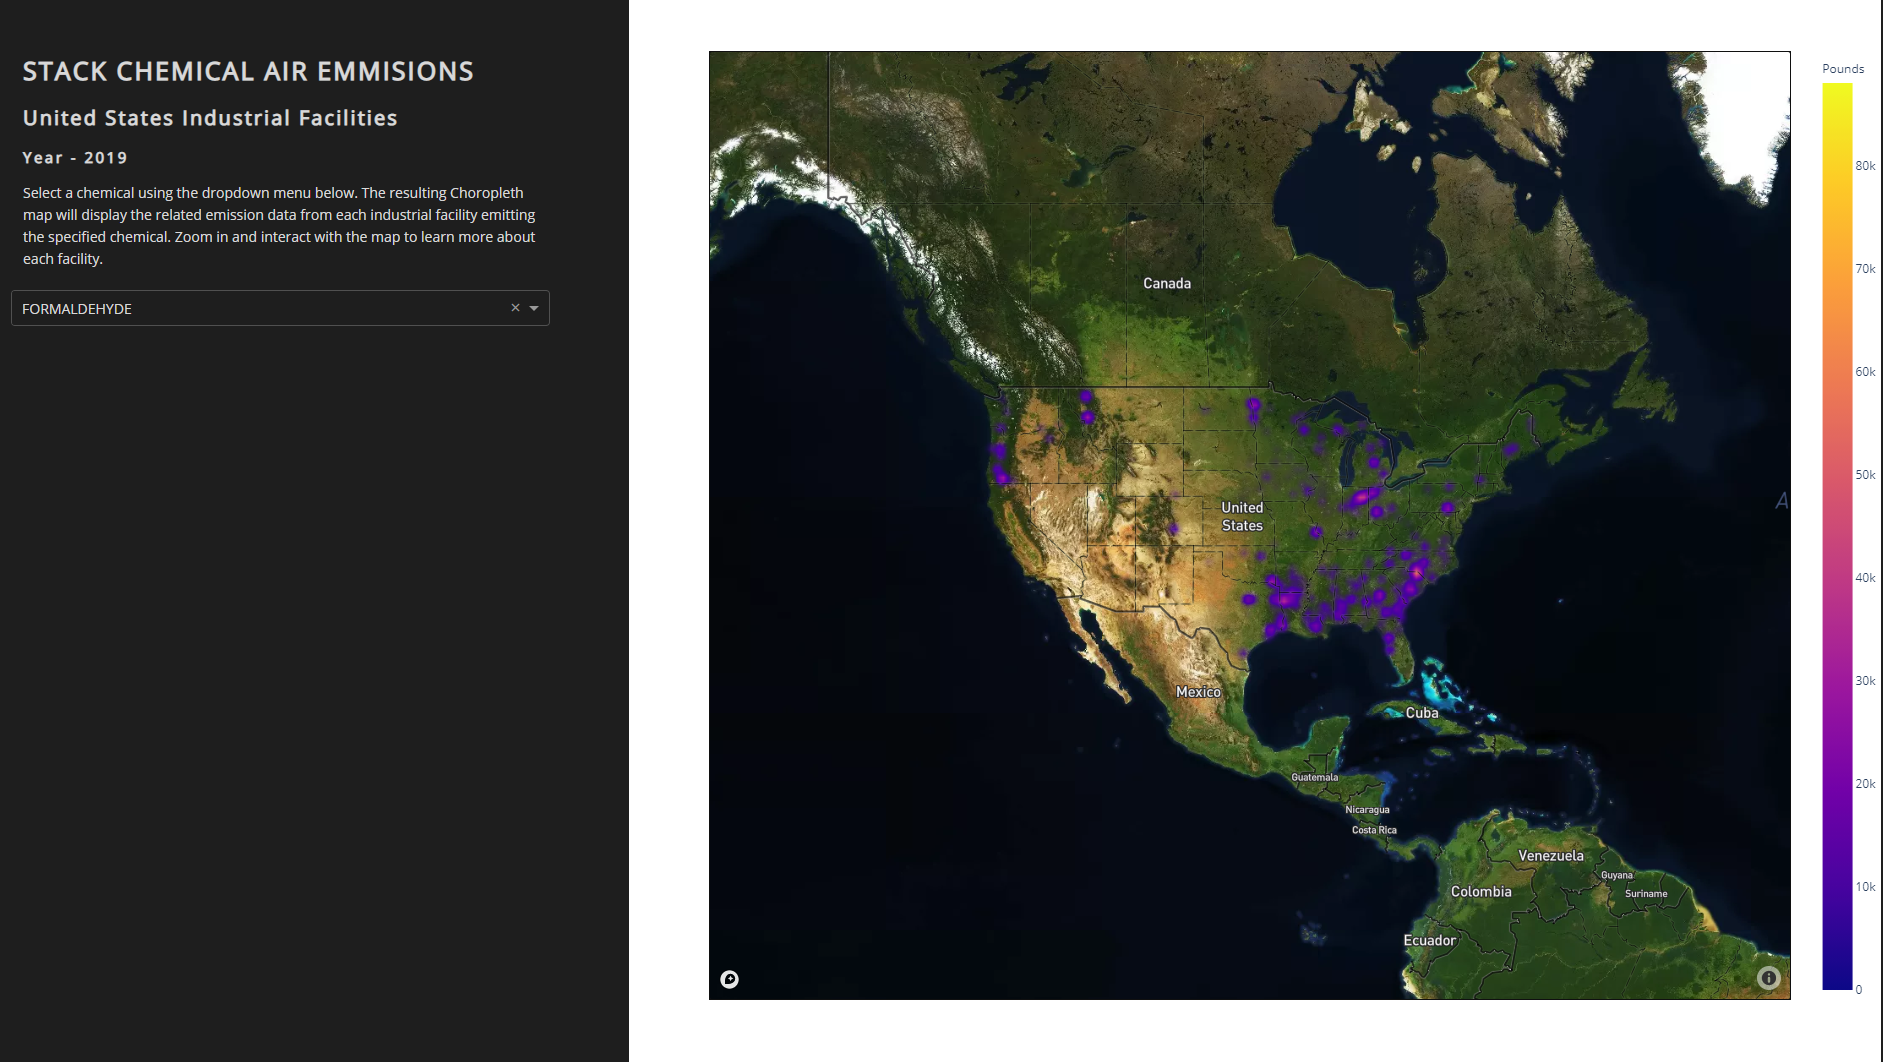 STACK CHEMICAL AIR EMMISIONS
United States Industrial Facilities
Year - 2019
Select a chemical using the dropdown menu below. The resulting Choropleth
map will display the related emission data from each industrial facility emitting
the specified chemical. Zoom in and interact with the map to learn more about
each facility.
FORMALDEHYDE
Canada
United
States
A
Mexico
Cuba
Guatemala
Nicaragua
Costa Rica
Venezuela
Guyana
Colombia
Suriname
Ecuador
Pounds
80k
70k
60k
50k
40k
30k
20k
10k
0